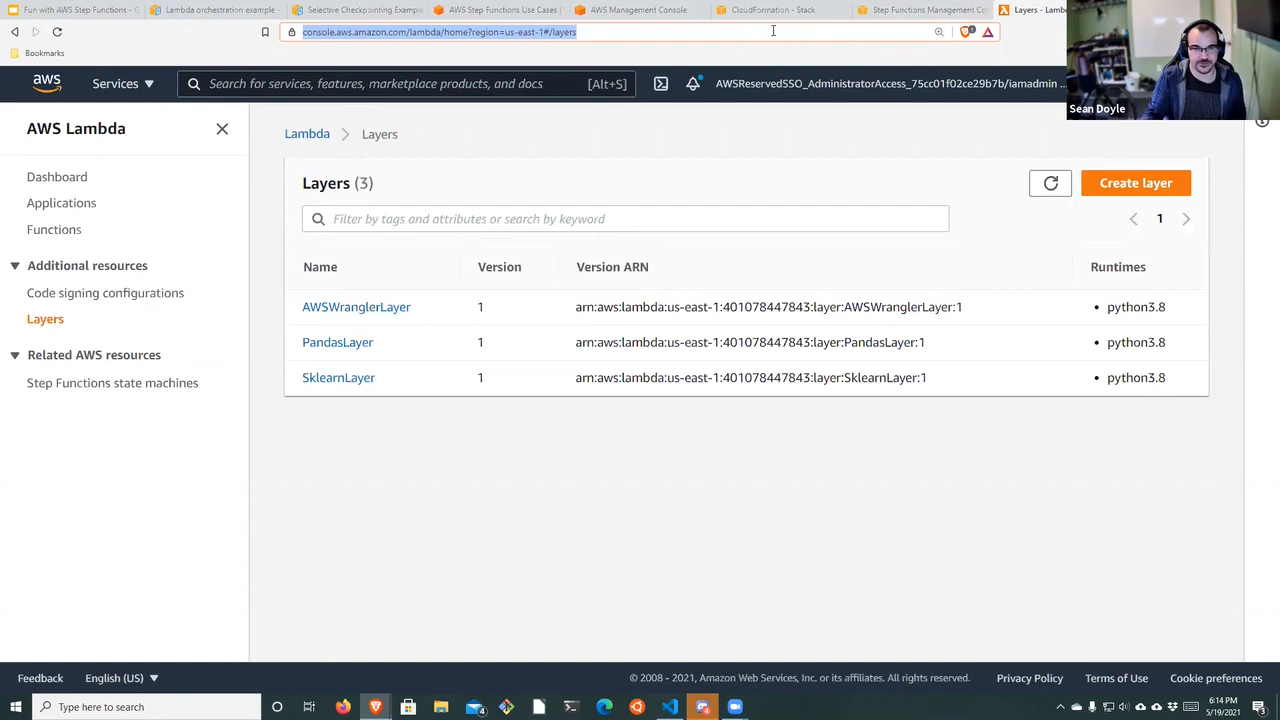 Fun with AWS Step Functions - G
Lambda orchestration example
Selective Checkpointing Example
AWS Step Functions Use Cases
AWS Management Console
CloudFormation - Stack
Step Functions Management Con
Layers - Lamb
console.aws.amazon.com/lambda/home?region=us-east-1#/layers
1
Bookmarks
aws
Services
Search for services, features, marketplace products, and docs
[Alt+S]
AWSReservedSSO_AdministratorAccess_75cc01f02ce29b7b/iamadmin ...
Sean Doyle
AWS Lambda
Dashboard
Applications
Functions
Additional resources
Code signing configurations
Layers
Related AWS resources
Step Functions state machines
Lambda
Layers
Layers (3)
Create layer
Filter by tags and attributes or search by keyword
1
Name
Version
Version ARN
Runtimes
AWSWranglerLayer
1
arn:aws:lambda:us-east-1:401078447843:layer:AWSWranglerLayer:1
• python3.8
PandasLayer
1
arn:aws:lambda:us-east-1:401078447843:layer:PandasLayer:1
• python3.8
SklearnLayer
1
arn:aws:lambda:us-east-1:401078447843:layer:SklearnLayer:1
• python3.8
Feedback
English (US)
© 2008 - 2021, Amazon Web Services, Inc. or its affiliates. All rights reserved.
Privacy Policy
Terms of Use
Cookie preferences
Type here to search
4
6:14 PM
5/19/2021
3